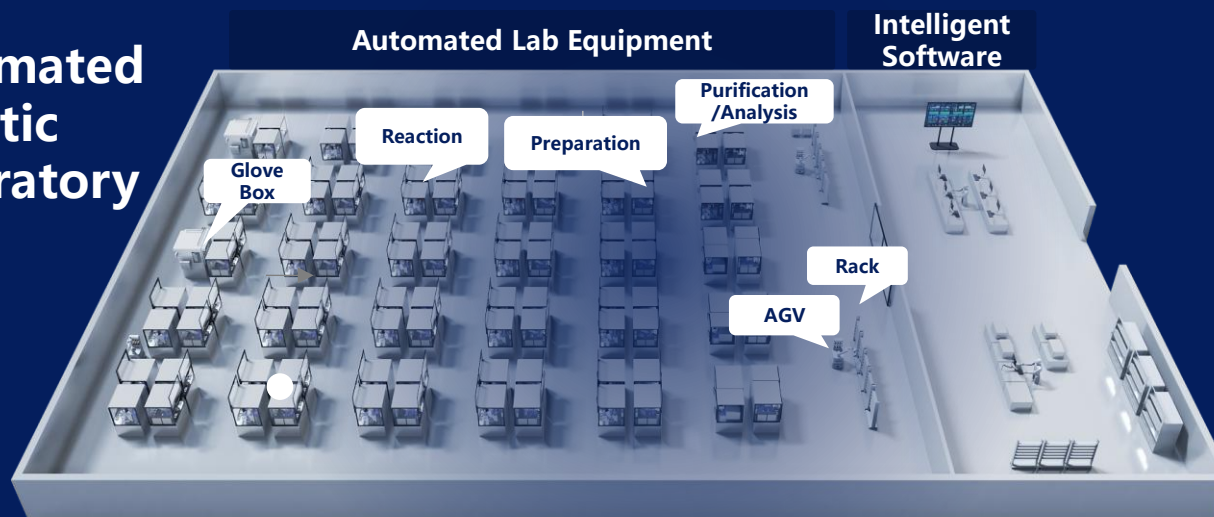 mated
tic
ratory
Automated Lab Equipment
Intelligent
Software
Purification
/Analysis
Reaction
Preparation
Glove
Box
Rack
AGV